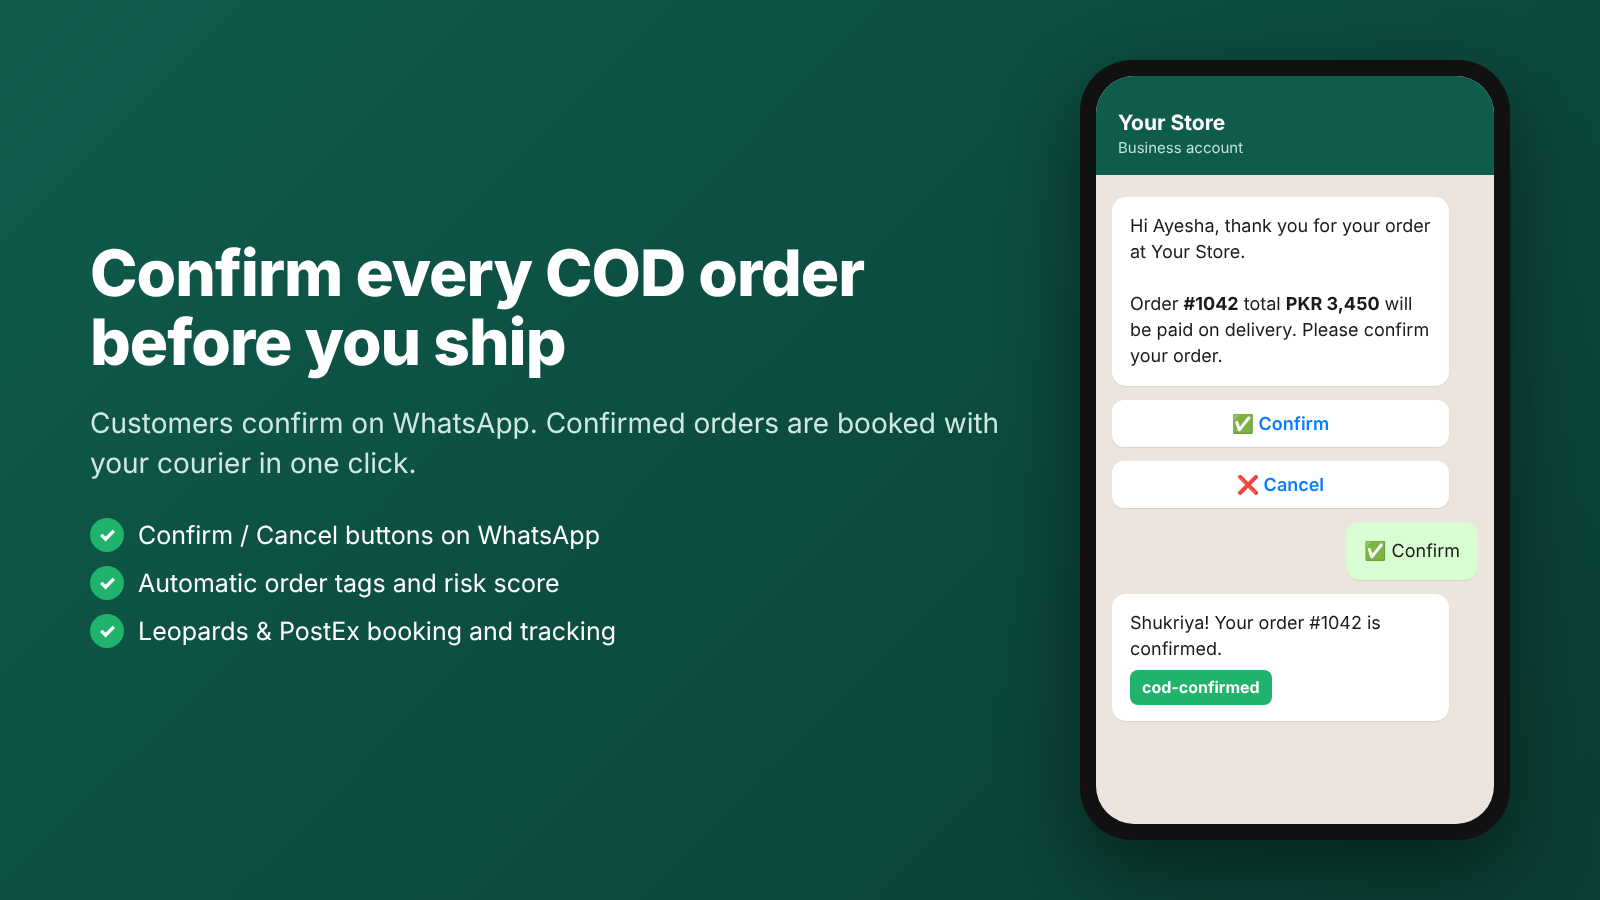 Confirm every COD order
before you ship
Customers confirm on WhatsApp. Confirmed orders are booked with
your courier in one click.
Confirm / Cancel buttons on WhatsApp
Automatic order tags and risk score
Leopards & PostEx booking and tracking
Your Store
Business account
Hi Ayesha, thank you for your order
at Your Store.
Order #1042 total PKR 3,450 will
be paid on delivery. Please confirm
your order.
✅ Confirm
❌ Cancel
✅ Confirm
Shukriya! Your order #1042 is
confirmed.
cod-confirmed